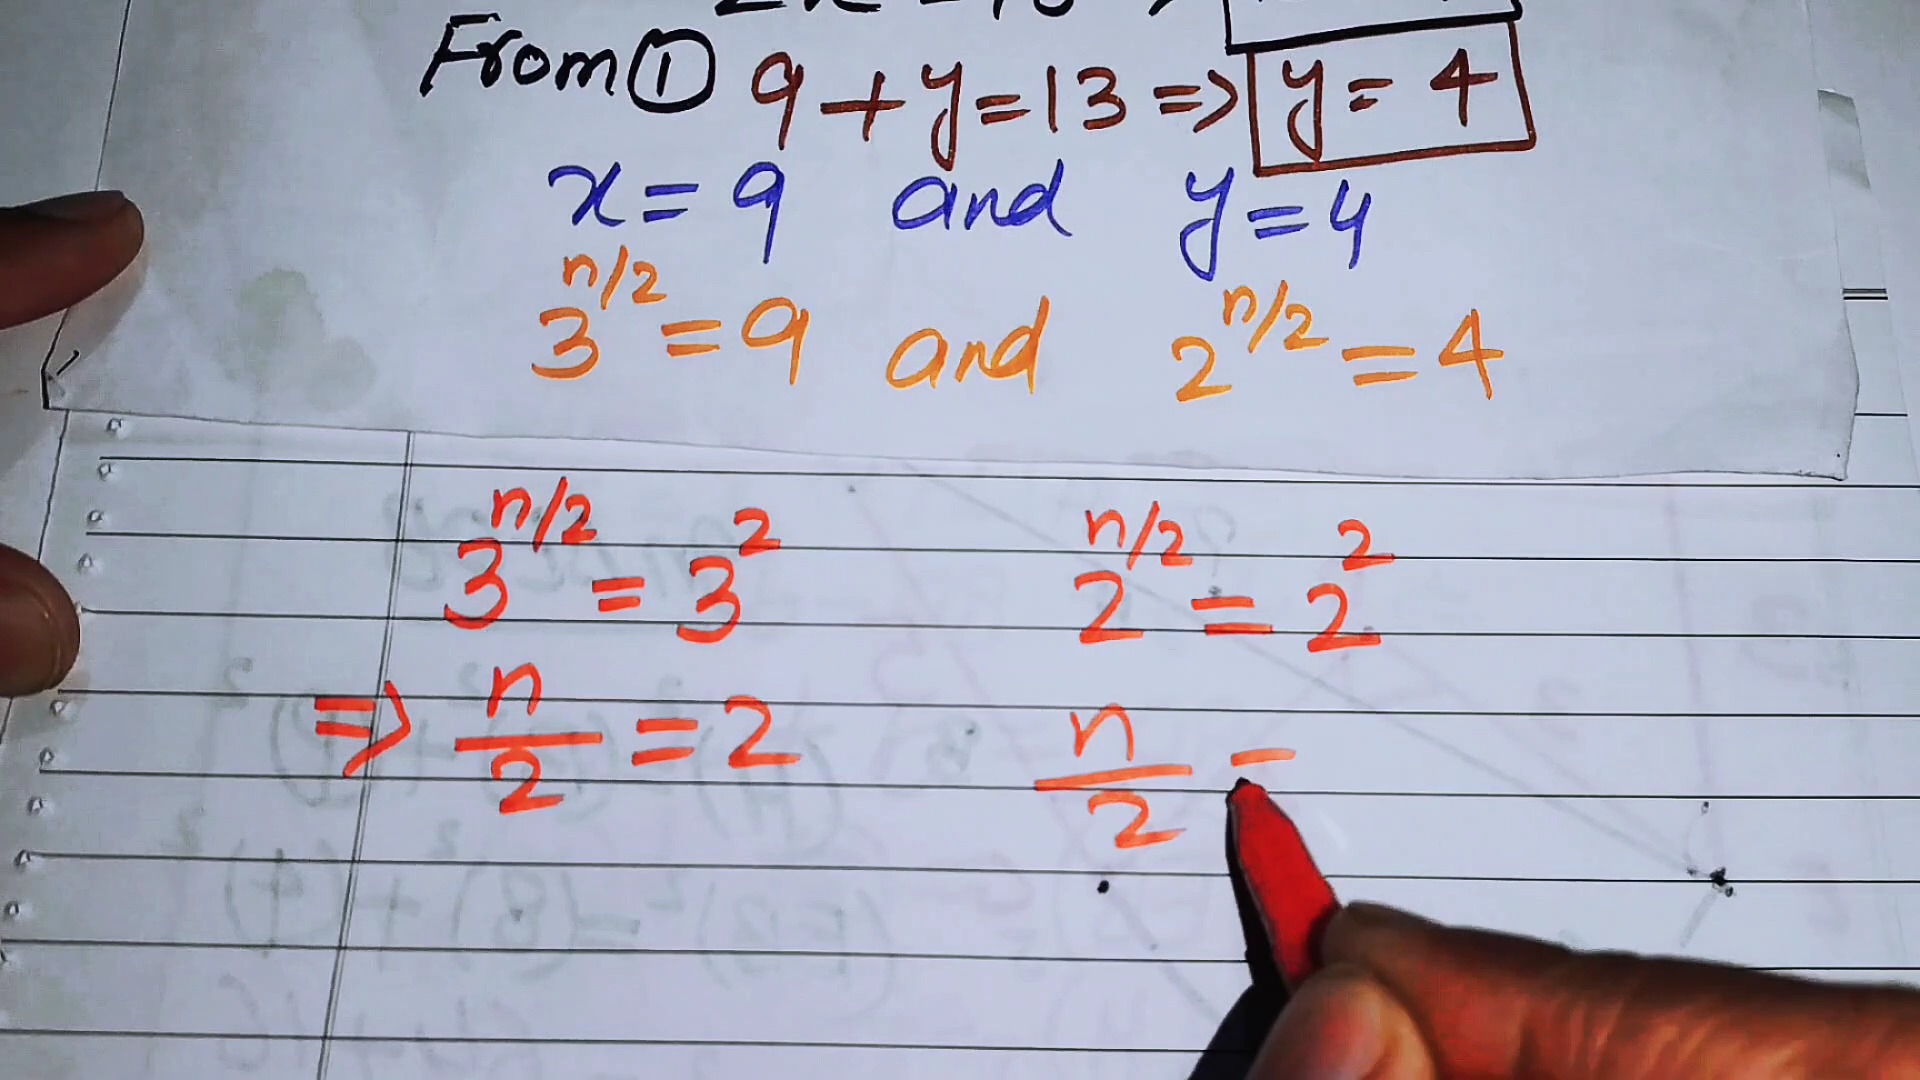 From ① 9 + y = 13 => y = 4
x = 9 and y = 4
3^{n/2} = 9 and 2^{n/2} = 4
3^{n/2} = 3^2 2^{n/2} = 2^2
=> n/2 = 2 n/2 =